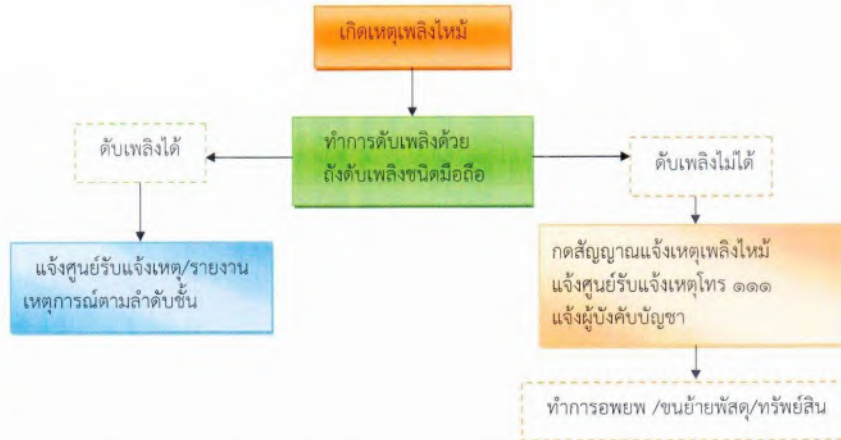 เกิดเหตุเพลิงไหม้
ทำการดับเพลิงด้วย
ถังดับเพลิงชนิดมือถือ
ดับเพลิงได้
ดับเพลิงไม่ได้
แจ้งศูนย์รับแจ้งเหตุ/รายงาน
เหตุการณ์ตามลำดับชั้น
กดสัญญาณแจ้งเหตุเพลิงไหม้
แจ้งศูนย์รับแจ้งเหตุโทร ๑๑๑
แจ้งผู้บังคับบัญชา
ทำการอพยพ /ขนย้ายพัสดุ/ทรัพย์สิน